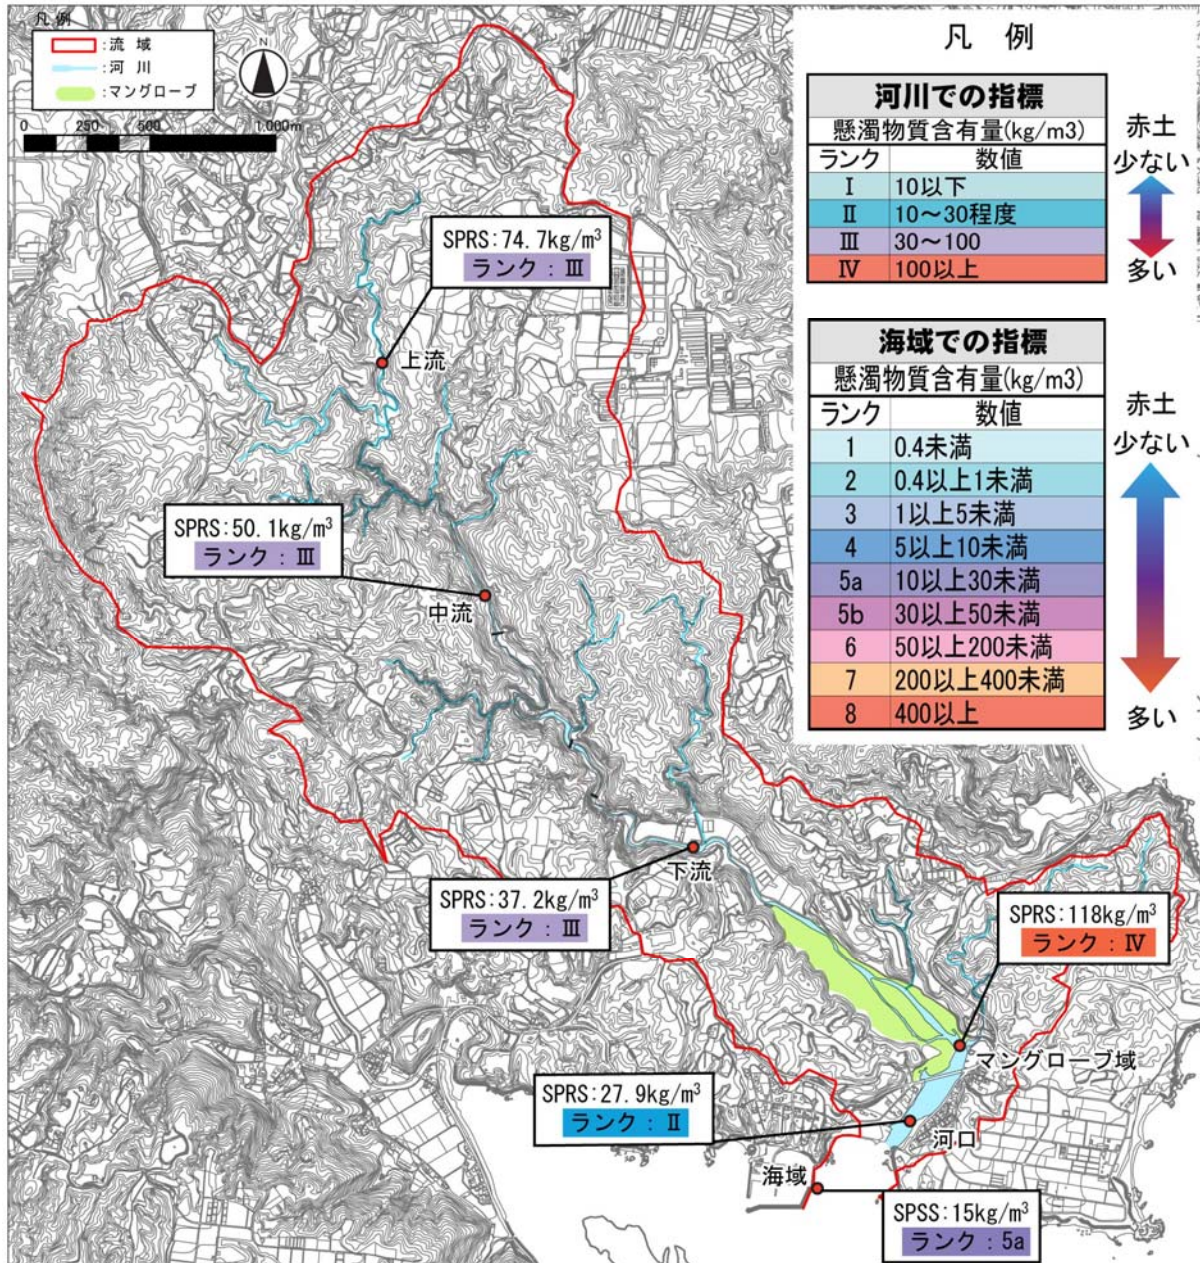 凡 例
:流 域
:河 川
:マングローブ
N
0 250 500 1,000m
凡 例
河川での指標
懸濁物質含有量(kg/m3)
ランク 数値
Ⅰ 10以下
Ⅱ 10～30程度
Ⅲ 30～100
Ⅳ 100以上
赤土
少ない
多い
海域での指標
懸濁物質含有量(kg/m3)
ランク 数値
1 0.4未満
2 0.4以上1未満
3 1以上5未満
4 5以上10未満
5a 10以上30未満
5b 30以上50未満
6 50以上200未満
7 200以上400未満
8 400以上
赤土
少ない
多い
SPRS:74.7kg/m³
ランク：Ⅲ
上流
SPRS:50.1kg/m³
ランク：Ⅲ
中流
下流
SPRS:37.2kg/m³
ランク：Ⅲ
SPRS:118kg/m³
ランク：Ⅳ
マングローブ域
SPRS:27.9kg/m³
ランク：Ⅱ
河口
海域
SPSS:15kg/m³
ランク：5a